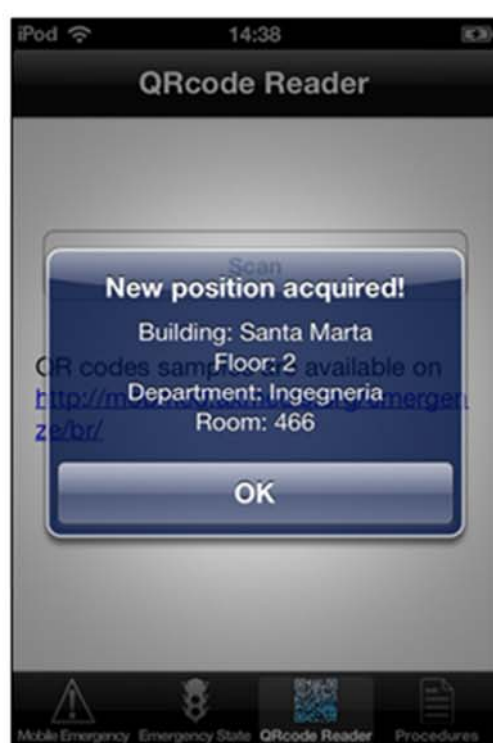 iPod 14:38
QRcode Reader
Scan
New position acquired!
Building: Santa Marta
Floor: 2
Department: Ingegneria
Room: 466
QR codes samples are available on
ze/br/
OK
Mobile Emergency Emergency State QRcode Reader Procedures